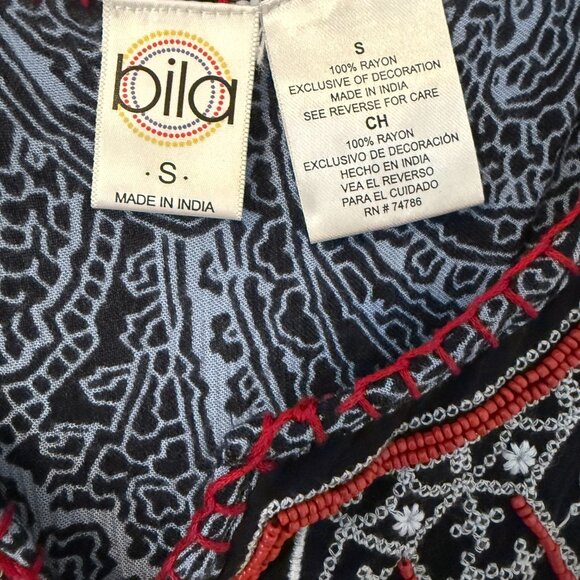 bila
· S ·
MADE IN INDIA
S
100% RAYON
EXCLUSIVE OF DECORATION
MADE IN INDIA
SEE REVERSE FOR CARE
CH
100% RAYON
EXCLUSIVO DE DECORACIÓN
HECHO EN INDIA
VEA EL REVERSO
PARA EL CUIDADO
RN # 74786